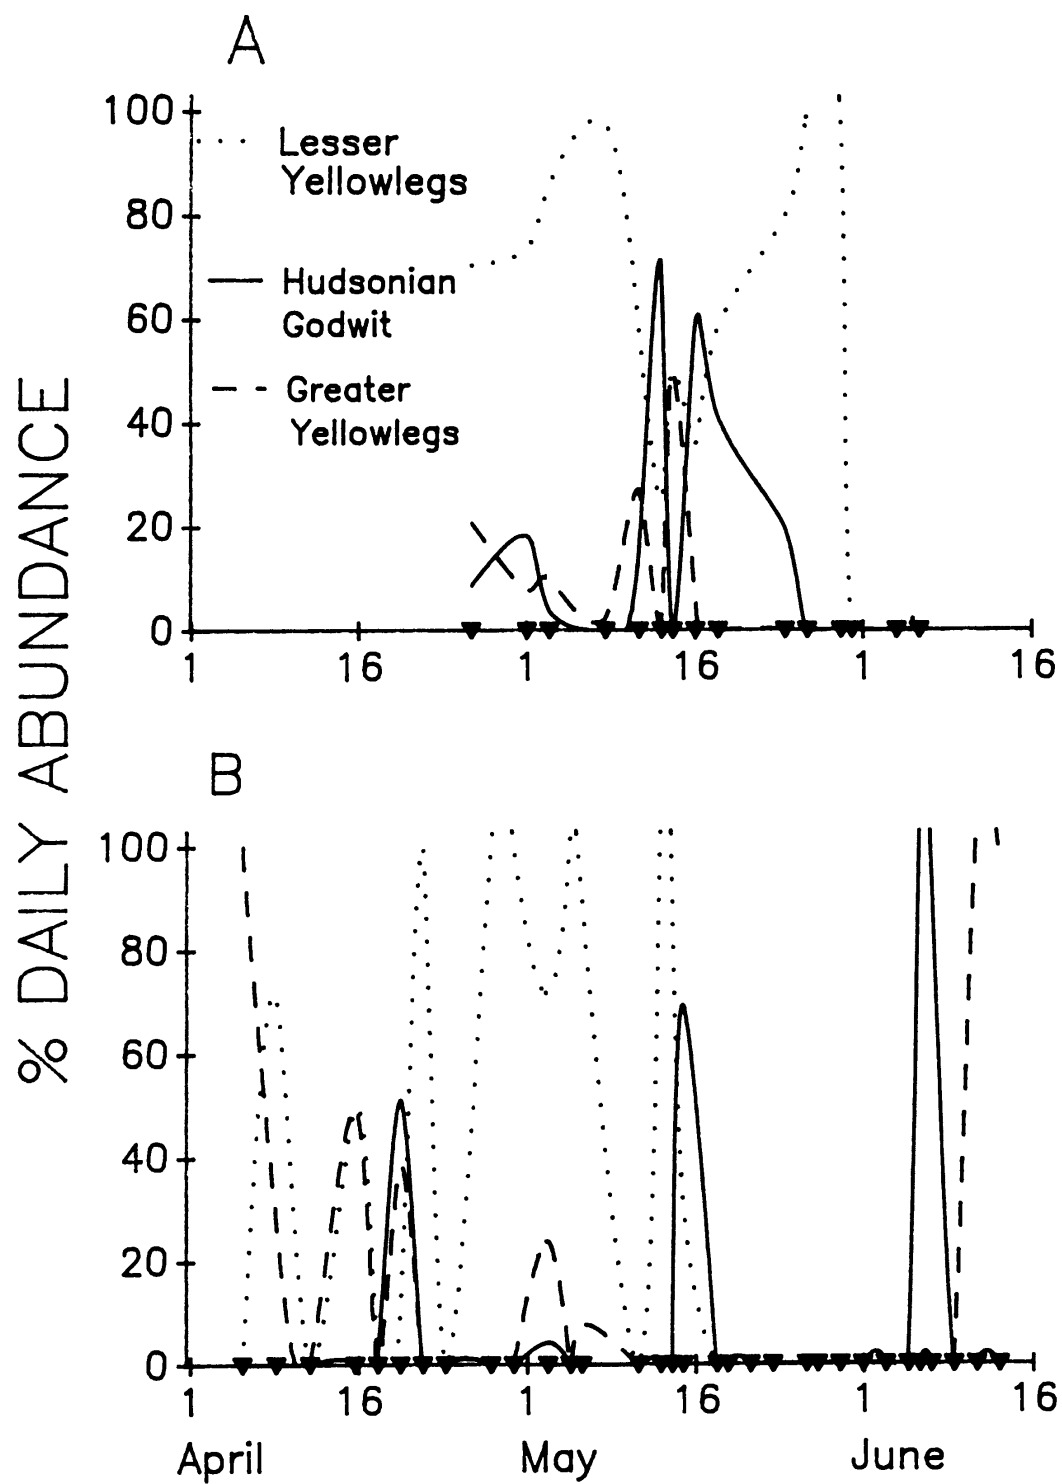 A
% DAILY ABUNDANCE
100
80
60
40
20
0
Lesser
Yellowlegs
Hudsonian
Godwit
Greater
Yellowlegs
1 16 1 16 1 16
B
100
80
60
40
20
0
1 16 1 16 1 16
April May June